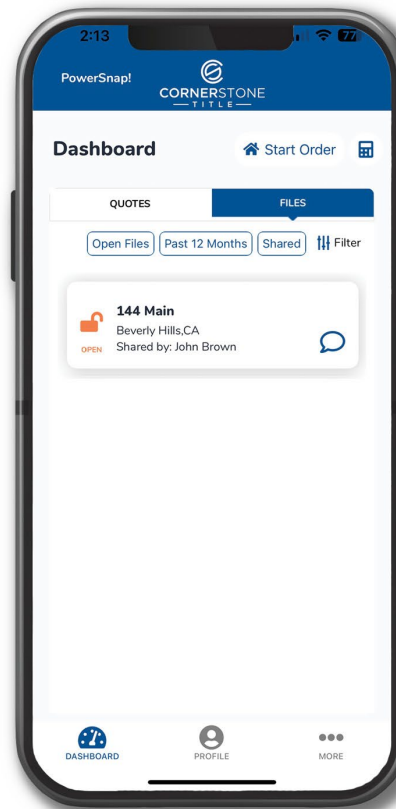 2:13
77
PowerSnap!
CORNERSTONE
TITLE
Dashboard
Start Order
QUOTES
FILES
Open Files
Past 12 Months
Shared
Filter
144 Main
Beverly Hills,CA
OPEN
Shared by: John Brown
DASHBOARD
PROFILE
MORE